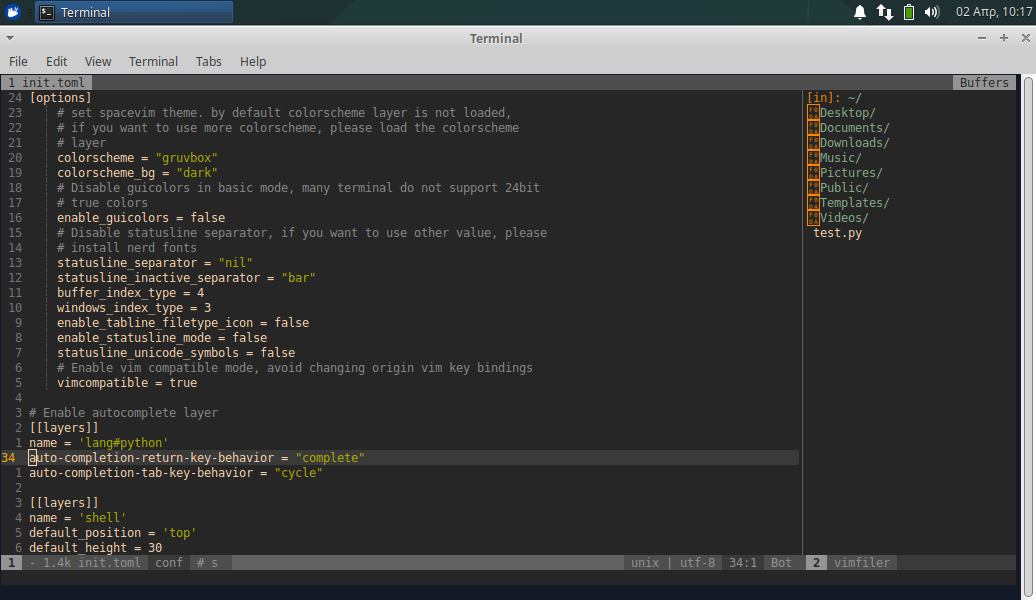 Terminal
02 Απρ, 10:17
Terminal
File Edit View Terminal Tabs Help
1 init.toml Buffers
24 [options]
23 # set spacevim theme. by default colorscheme layer is not loaded,
22 # if you want to use more colorscheme, please load the colorscheme
21 # layer
20 colorscheme = "gruvbox"
19 colorscheme_bg = "dark"
18 # Disable guicolors in basic mode, many terminal do not support 24bit
17 # true colors
16 enable_guicolors = false
15 # Disable statusline separator, if you want to use other value, please
14 # install nerd fonts
13 statusline_separator = "nil"
12 statusline_inactive_separator = "bar"
11 buffer_index_type = 4
10 windows_index_type = 3
9 enable_tabline_filetype_icon = false
8 enable_statusline_mode = false
7 statusline_unicode_symbols = false
6 # Enable vim compatible mode, avoid changing origin vim key bindings
5 vimcompatible = true
4
3 # Enable autocomplete layer
2 [[layers]]
1 name = 'lang#python'
34 auto-completion-return-key-behavior = "complete"
1 auto-completion-tab-key-behavior = "cycle"
2
3 [[layers]]
4 name = 'shell'
5 default_position = 'top'
6 default_height = 30
[in]: ~/
Desktop/
Documents/
Downloads/
Music/
Pictures/
Public/
Templates/
Videos/
test.py
1 - 1.4k init.toml conf # s unix | utf-8 34:1 Bot 2 vimfiler